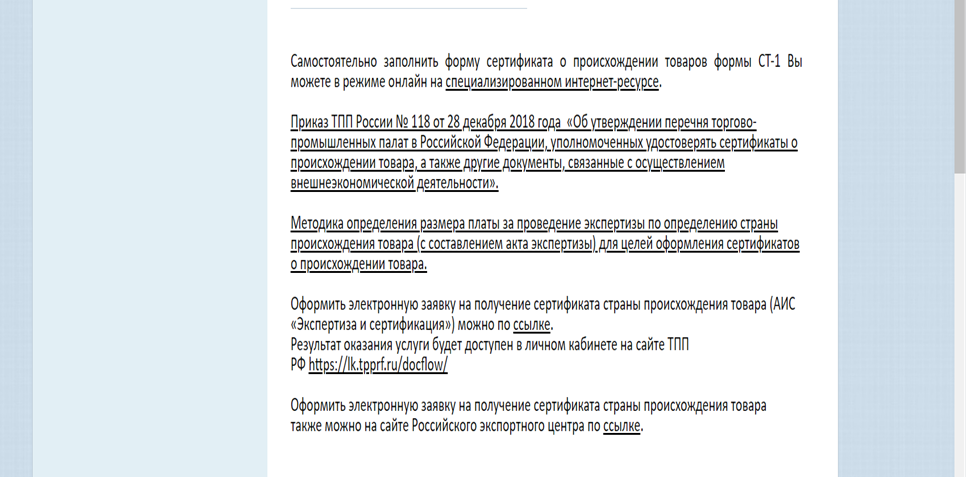 Самостоятельно заполнить форму сертификата о происхождении товаров формы СТ-1 Вы
можете в режиме онлайн на специализированном интернет-ресурсе.
Приказ ТПП России № 118 от 28 декабря 2018 года «Об утверждении перечня торгово-
промышленных палат в Российской Федерации, уполномоченных удостоверять сертификаты о
происхождении товара, а также другие документы, связанные с осуществлением
внешнеэкономической деятельности».
Методика определения размера платы за проведение экспертизы по определению страны
происхождения товара (с составлением акта экспертизы) для целей оформления сертификатов
о происхождении товара.
Оформить электронную заявку на получение сертификата страны происхождения товара (АИС
«Экспертиза и сертификация») можно по ссылке.
Результат оказания услуги будет доступен в личном кабинете на сайте ТПП
РФ https://lk.tpprf.ru/docflow/
Оформить электронную заявку на получение сертификата страны происхождения товара
также можно на сайте Российского экспортного центра по ссылке.